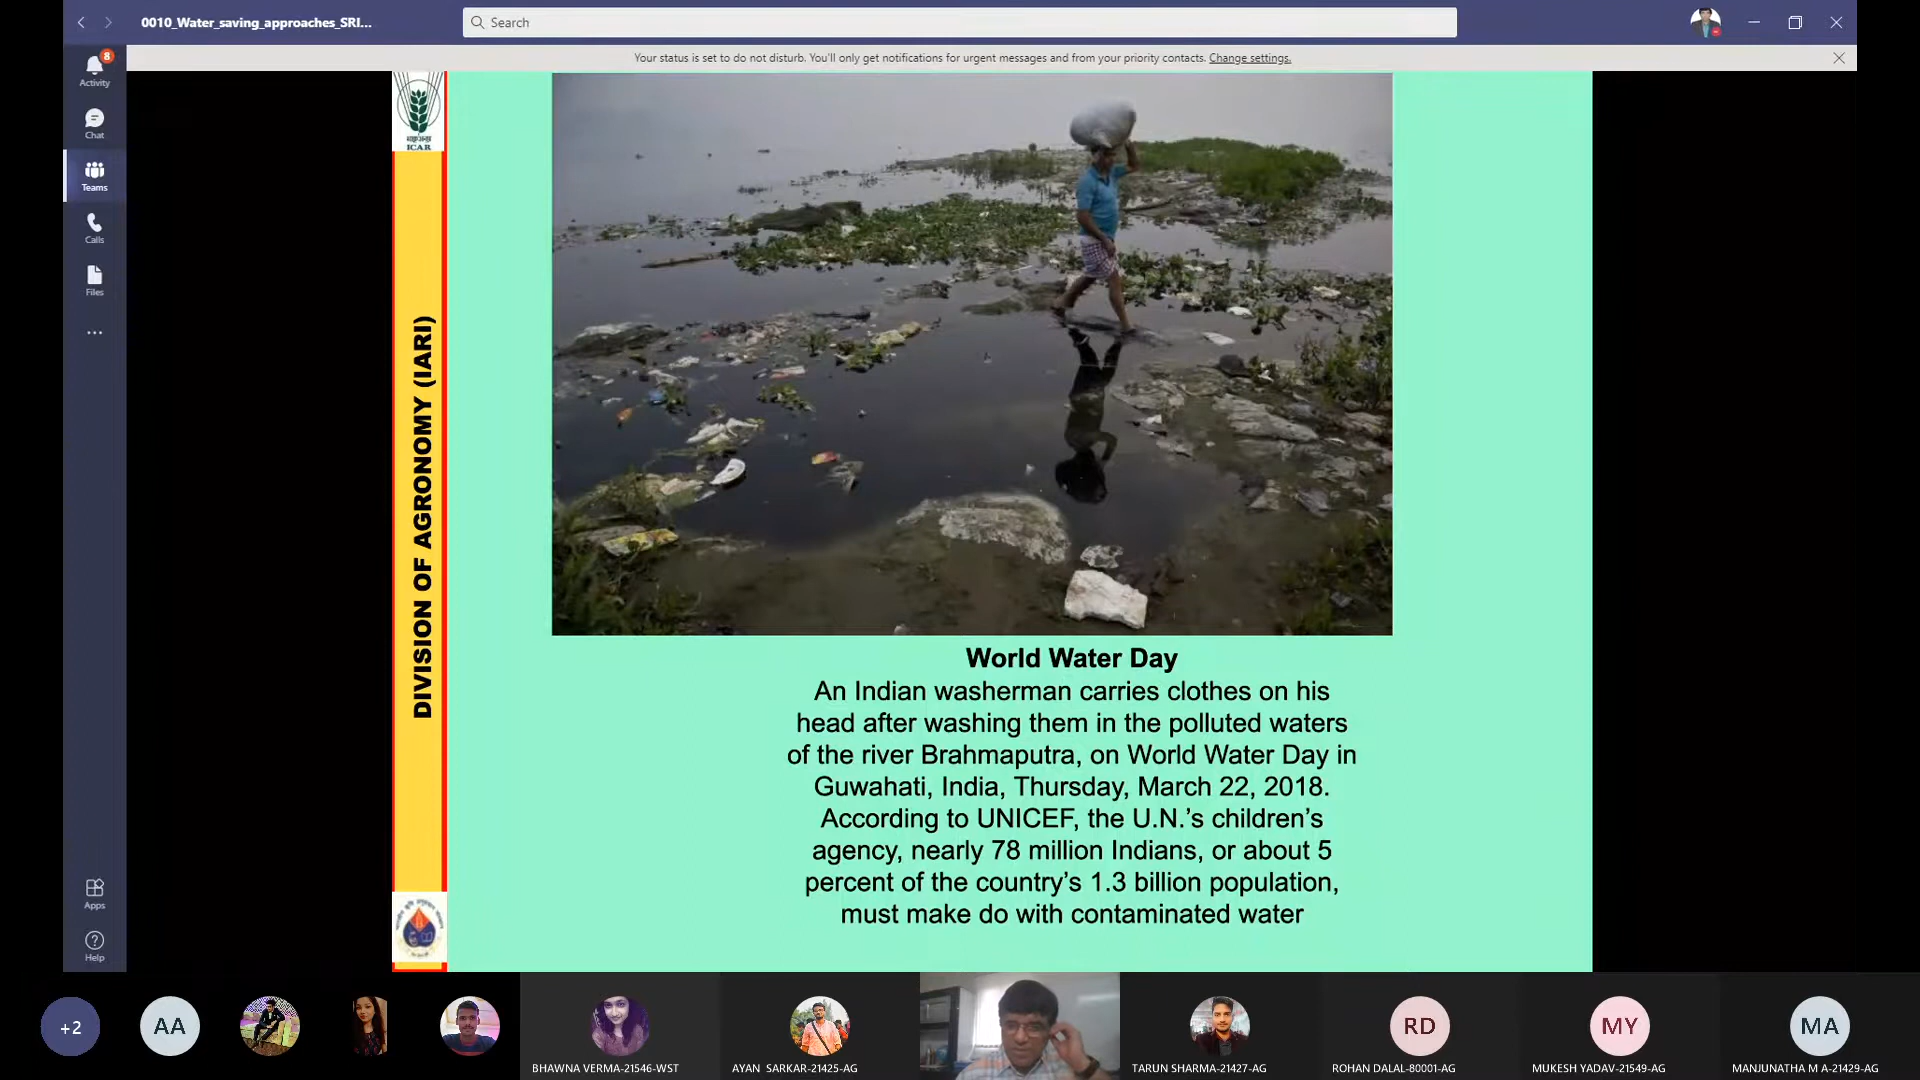 0010_Water_saving_approaches_SRI...
Search
Your status is set to do not disturb. You'll only get notifications for urgent messages and from your priority contacts. Change settings.
8
Activity
Chat
Teams
Calls
Files
Apps
Help
ICAR
DIVISION OF AGRONOMY (IARI)
World Water Day
An Indian washerman carries clothes on his
head after washing them in the polluted waters
of the river Brahmaputra, on World Water Day in
Guwahati, India, Thursday, March 22, 2018.
According to UNICEF, the U.N.’s children’s
agency, nearly 78 million Indians, or about 5
percent of the country’s 1.3 billion population,
must make do with contaminated water
+2
AA
BHAWNA VERMA-21546-WST
AYAN SARKAR-21425-AG
TARUN SHARMA-21427-AG
RD
ROHAN DALAL-80001-AG
MY
MUKESH YADAV-21549-AG
MA
MANJUNATHA M A-21429-AG